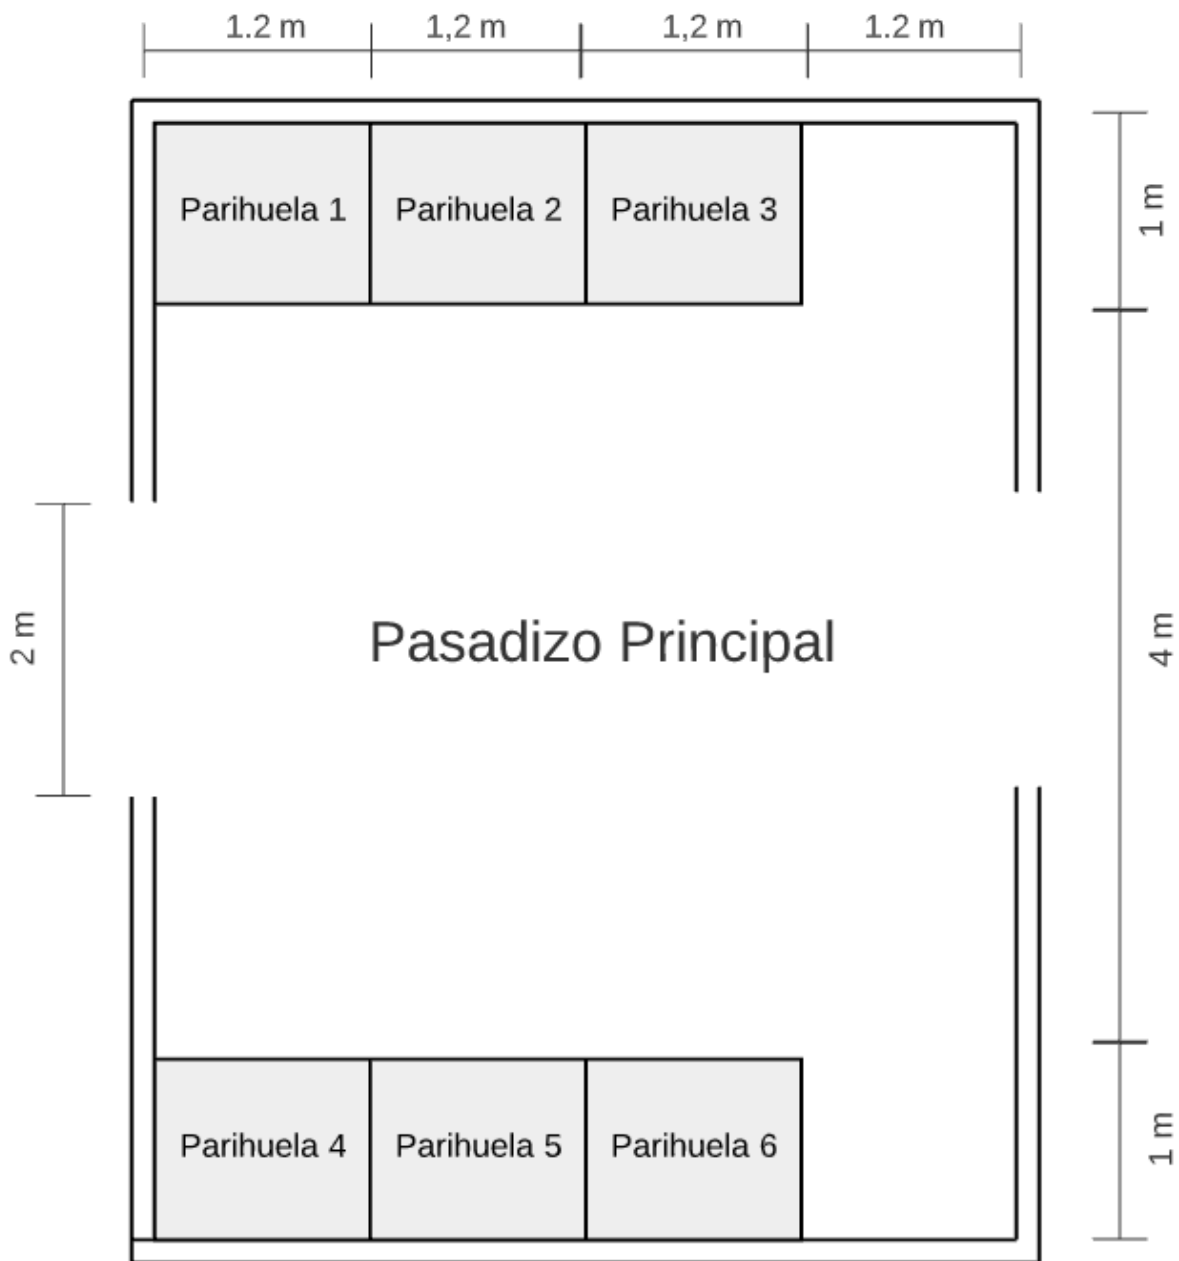 1.2 m 1,2 m 1,2 m 1.2 m
Parihuela 1 Parihuela 2 Parihuela 3
1 m
2 m
Pasadizo Principal
4 m
Parihuela 4 Parihuela 5 Parihuela 6
1 m